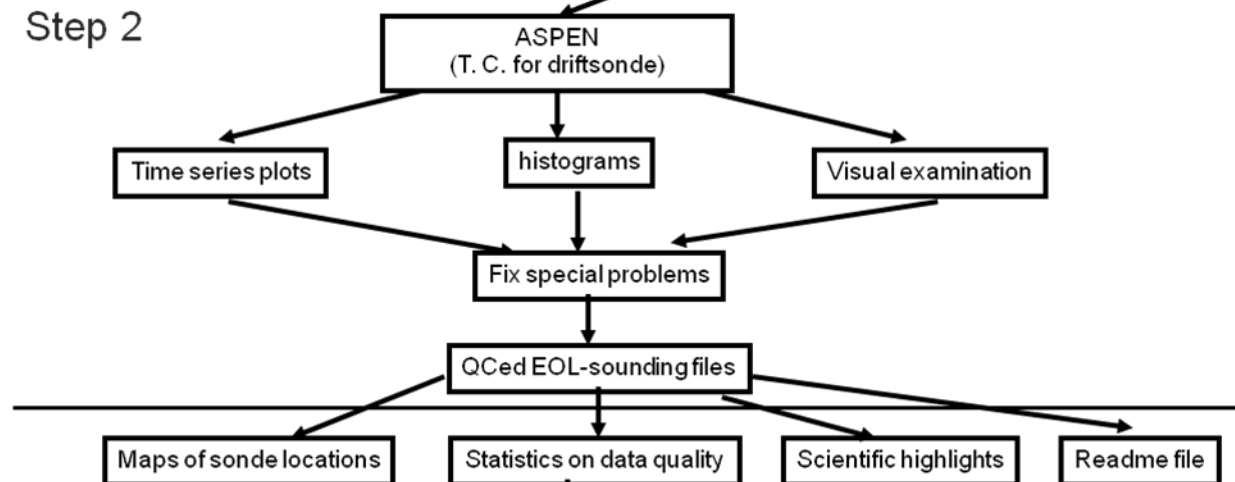 Step 2
ASPEN
(T. C. for driftsonde)
Time series plots
histograms
Visual examination
Fix special problems
QCed EOL-sounding files
Maps of sonde locations
Statistics on data quality
Scientific highlights
Readme file